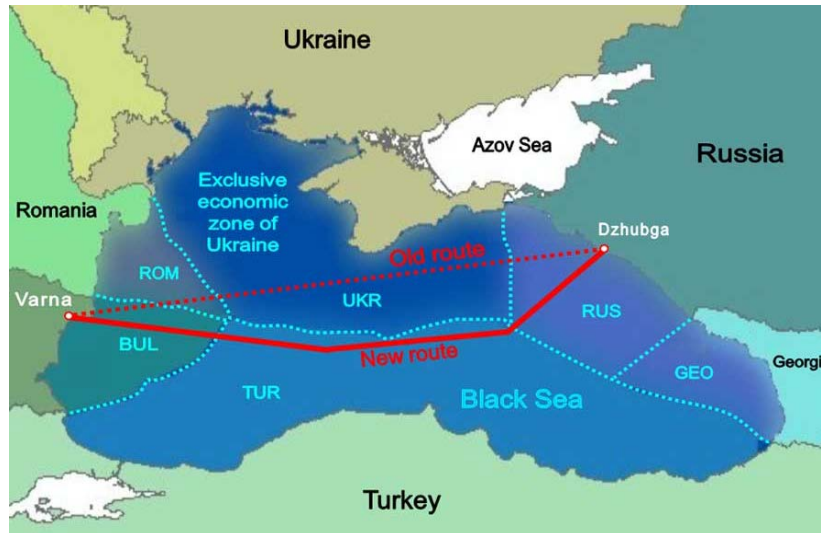 Ukraine
Azov Sea
Russia
Exclusive
economic
zone of
Ukraine
Romania
Dzhubga
Old route
ROM
Varna
UKR
RUS
BUL
New route
Georgi
GEO
TUR
Black Sea
Turkey